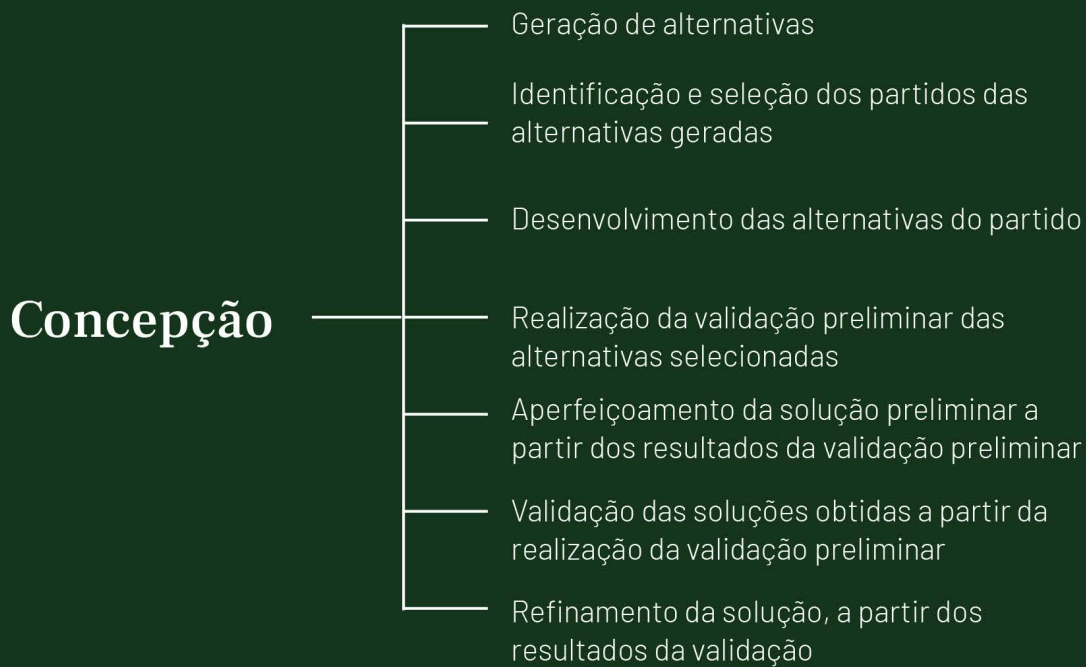 Concepção
Geração de alternativas
Identificação e seleção dos partidos das
alternativas geradas
Desenvolvimento das alternativas do partido
Realização da validação preliminar das
alternativas selecionadas
Aperfeiçoamento da solução preliminar a
partir dos resultados da validação preliminar
Validação das soluções obtidas a partir da
realização da validação preliminar
Refinamento da solução, a partir dos
resultados da validação